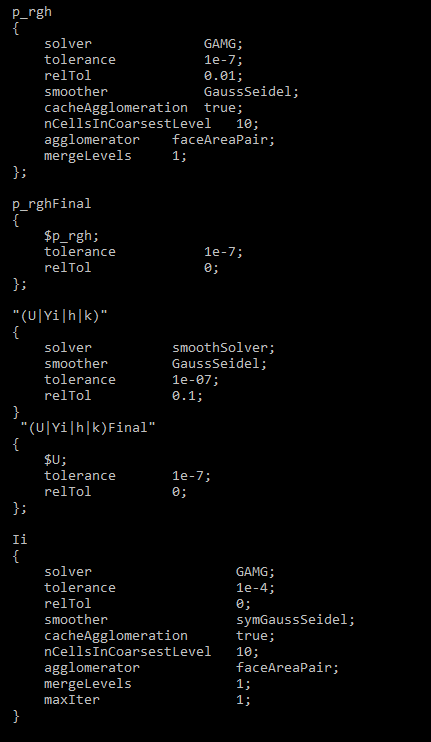 p_rgh
{
    solver              GAMG;
    tolerance           1e-7;
    relTol              0.01;
    smoother            GaussSeidel;
    cacheAgglomeration  true;
    nCellsInCoarsestLevel   10;
    agglomerator    faceAreaPair;
    mergeLevels     1;
};

p_rghFinal
{
    $p_rgh;
    tolerance           1e-7;
    relTol              0;
};

"(U|Yi|h|k)"
{
    solver          smoothSolver;
    smoother        GaussSeidel;
    tolerance       1e-07;
    relTol          0.1;
}
 "(U|Yi|h|k)Final"
{
    $U;
    tolerance       1e-7;
    relTol          0;
};

Ii
{
    solver                  GAMG;
    tolerance               1e-4;
    relTol                  0;
    smoother                symGaussSeidel;
    cacheAgglomeration      true;
    nCellsInCoarsestLevel   10;
    agglomerator            faceAreaPair;
    mergeLevels             1;
    maxIter                 1;
}